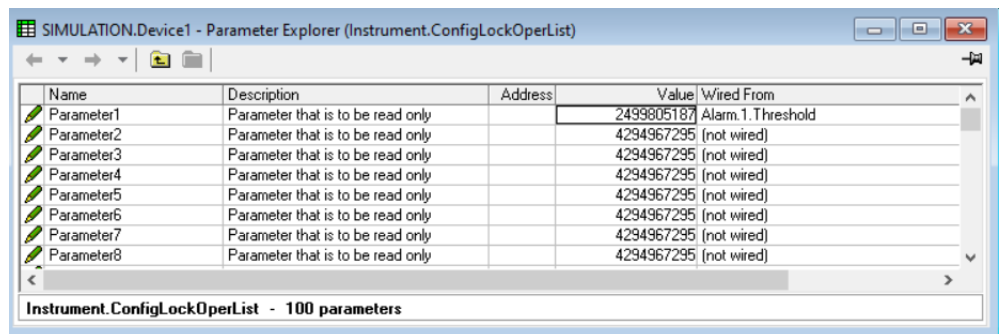 SIMULATION.Device1 - Parameter Explorer (Instrument.ConfigLockOperList)
Name Description Address Value Wired From
Parameter1 Parameter that is to be read only 2499805187 Alarm.1.Threshold
Parameter2 Parameter that is to be read only 4294967295 (not wired)
Parameter3 Parameter that is to be read only 4294967295 (not wired)
Parameter4 Parameter that is to be read only 4294967295 (not wired)
Parameter5 Parameter that is to be read only 4294967295 (not wired)
Parameter6 Parameter that is to be read only 4294967295 (not wired)
Parameter7 Parameter that is to be read only 4294967295 (not wired)
Parameter8 Parameter that is to be read only 4294967295 (not wired)
Instrument.ConfigLockOperList - 100 parameters